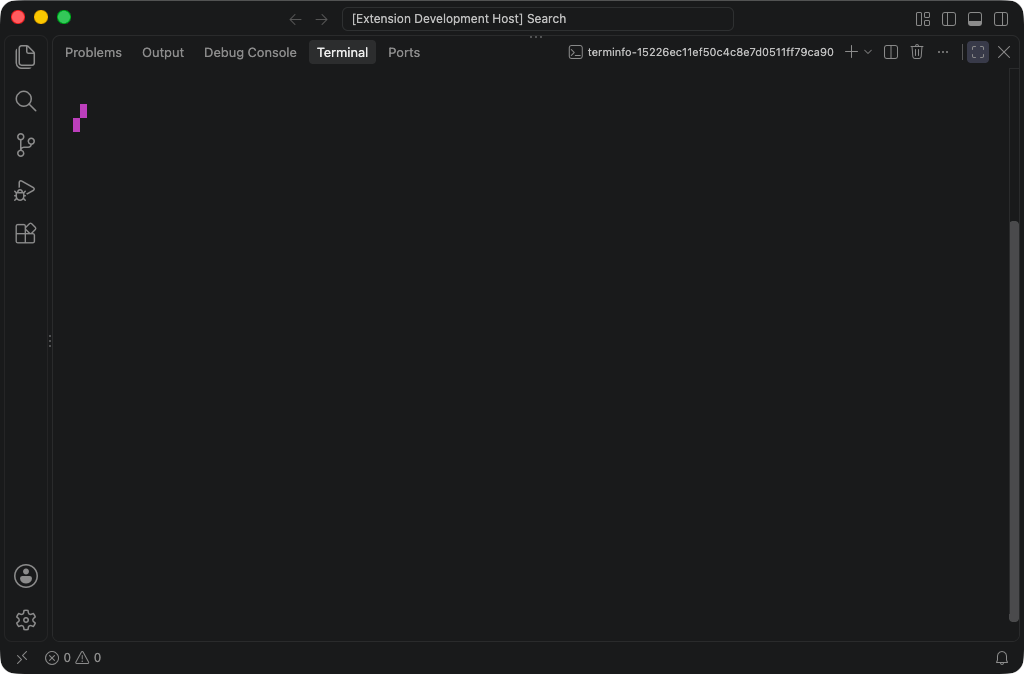 [Extension Development Host] Search
Problems Output Debug Console Terminal Ports terminfo-15226ec11ef50c4c8e7d0511ff79ca90
0 0